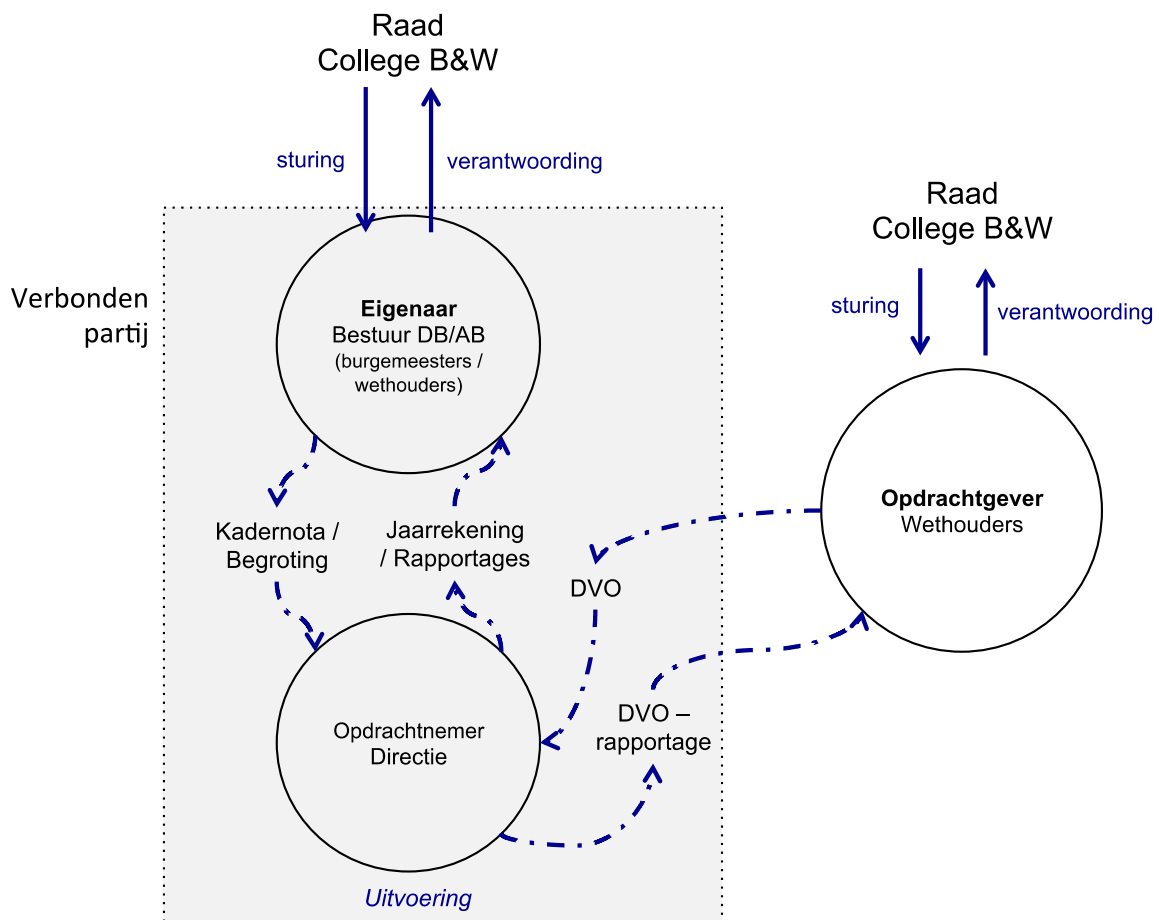 Raad
College B&W
sturing
verantwoording
Raad
College B&W
sturing
verantwoording
Verbonden
partij
Eigenaar
Bestuur DB/AB
(burgemeesters /
wethouders)
Opdrachtgever
Wethouders
Kadernota /
Begroting
Jaarrekening
/ Rapportages
DVO
DVO –
rapportage
Opdrachtnemer
Directie
Uitvoering